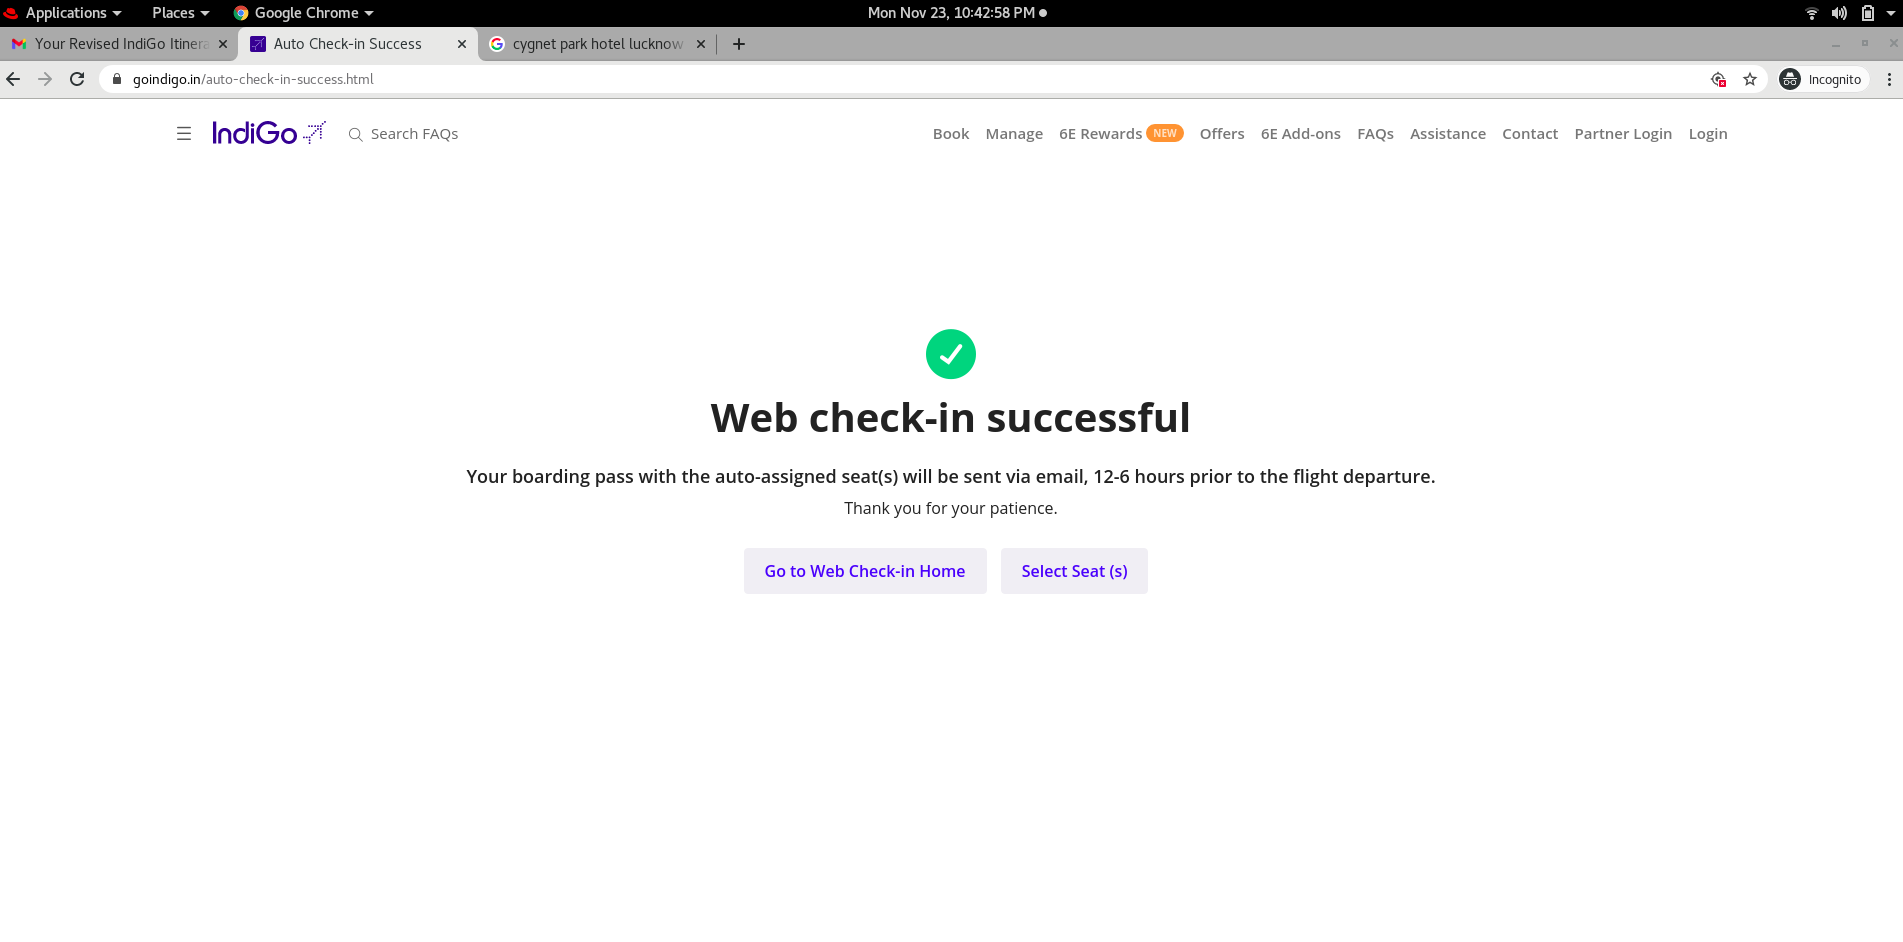 Applications Places Google Chrome Mon Nov 23, 10:42:58 PM
Your Revised IndiGo Itinera Auto Check-in Success cygnet park hotel lucknow
goindigo.in/auto-check-in-success.html Incognito
IndiGo Search FAQs Book Manage 6E Rewards NEW Offers 6E Add-ons FAQs Assistance Contact Partner Login Login
Web check-in successful
Your boarding pass with the auto-assigned seat(s) will be sent via email, 12-6 hours prior to the flight departure.
Thank you for your patience.
Go to Web Check-in Home Select Seat (s)